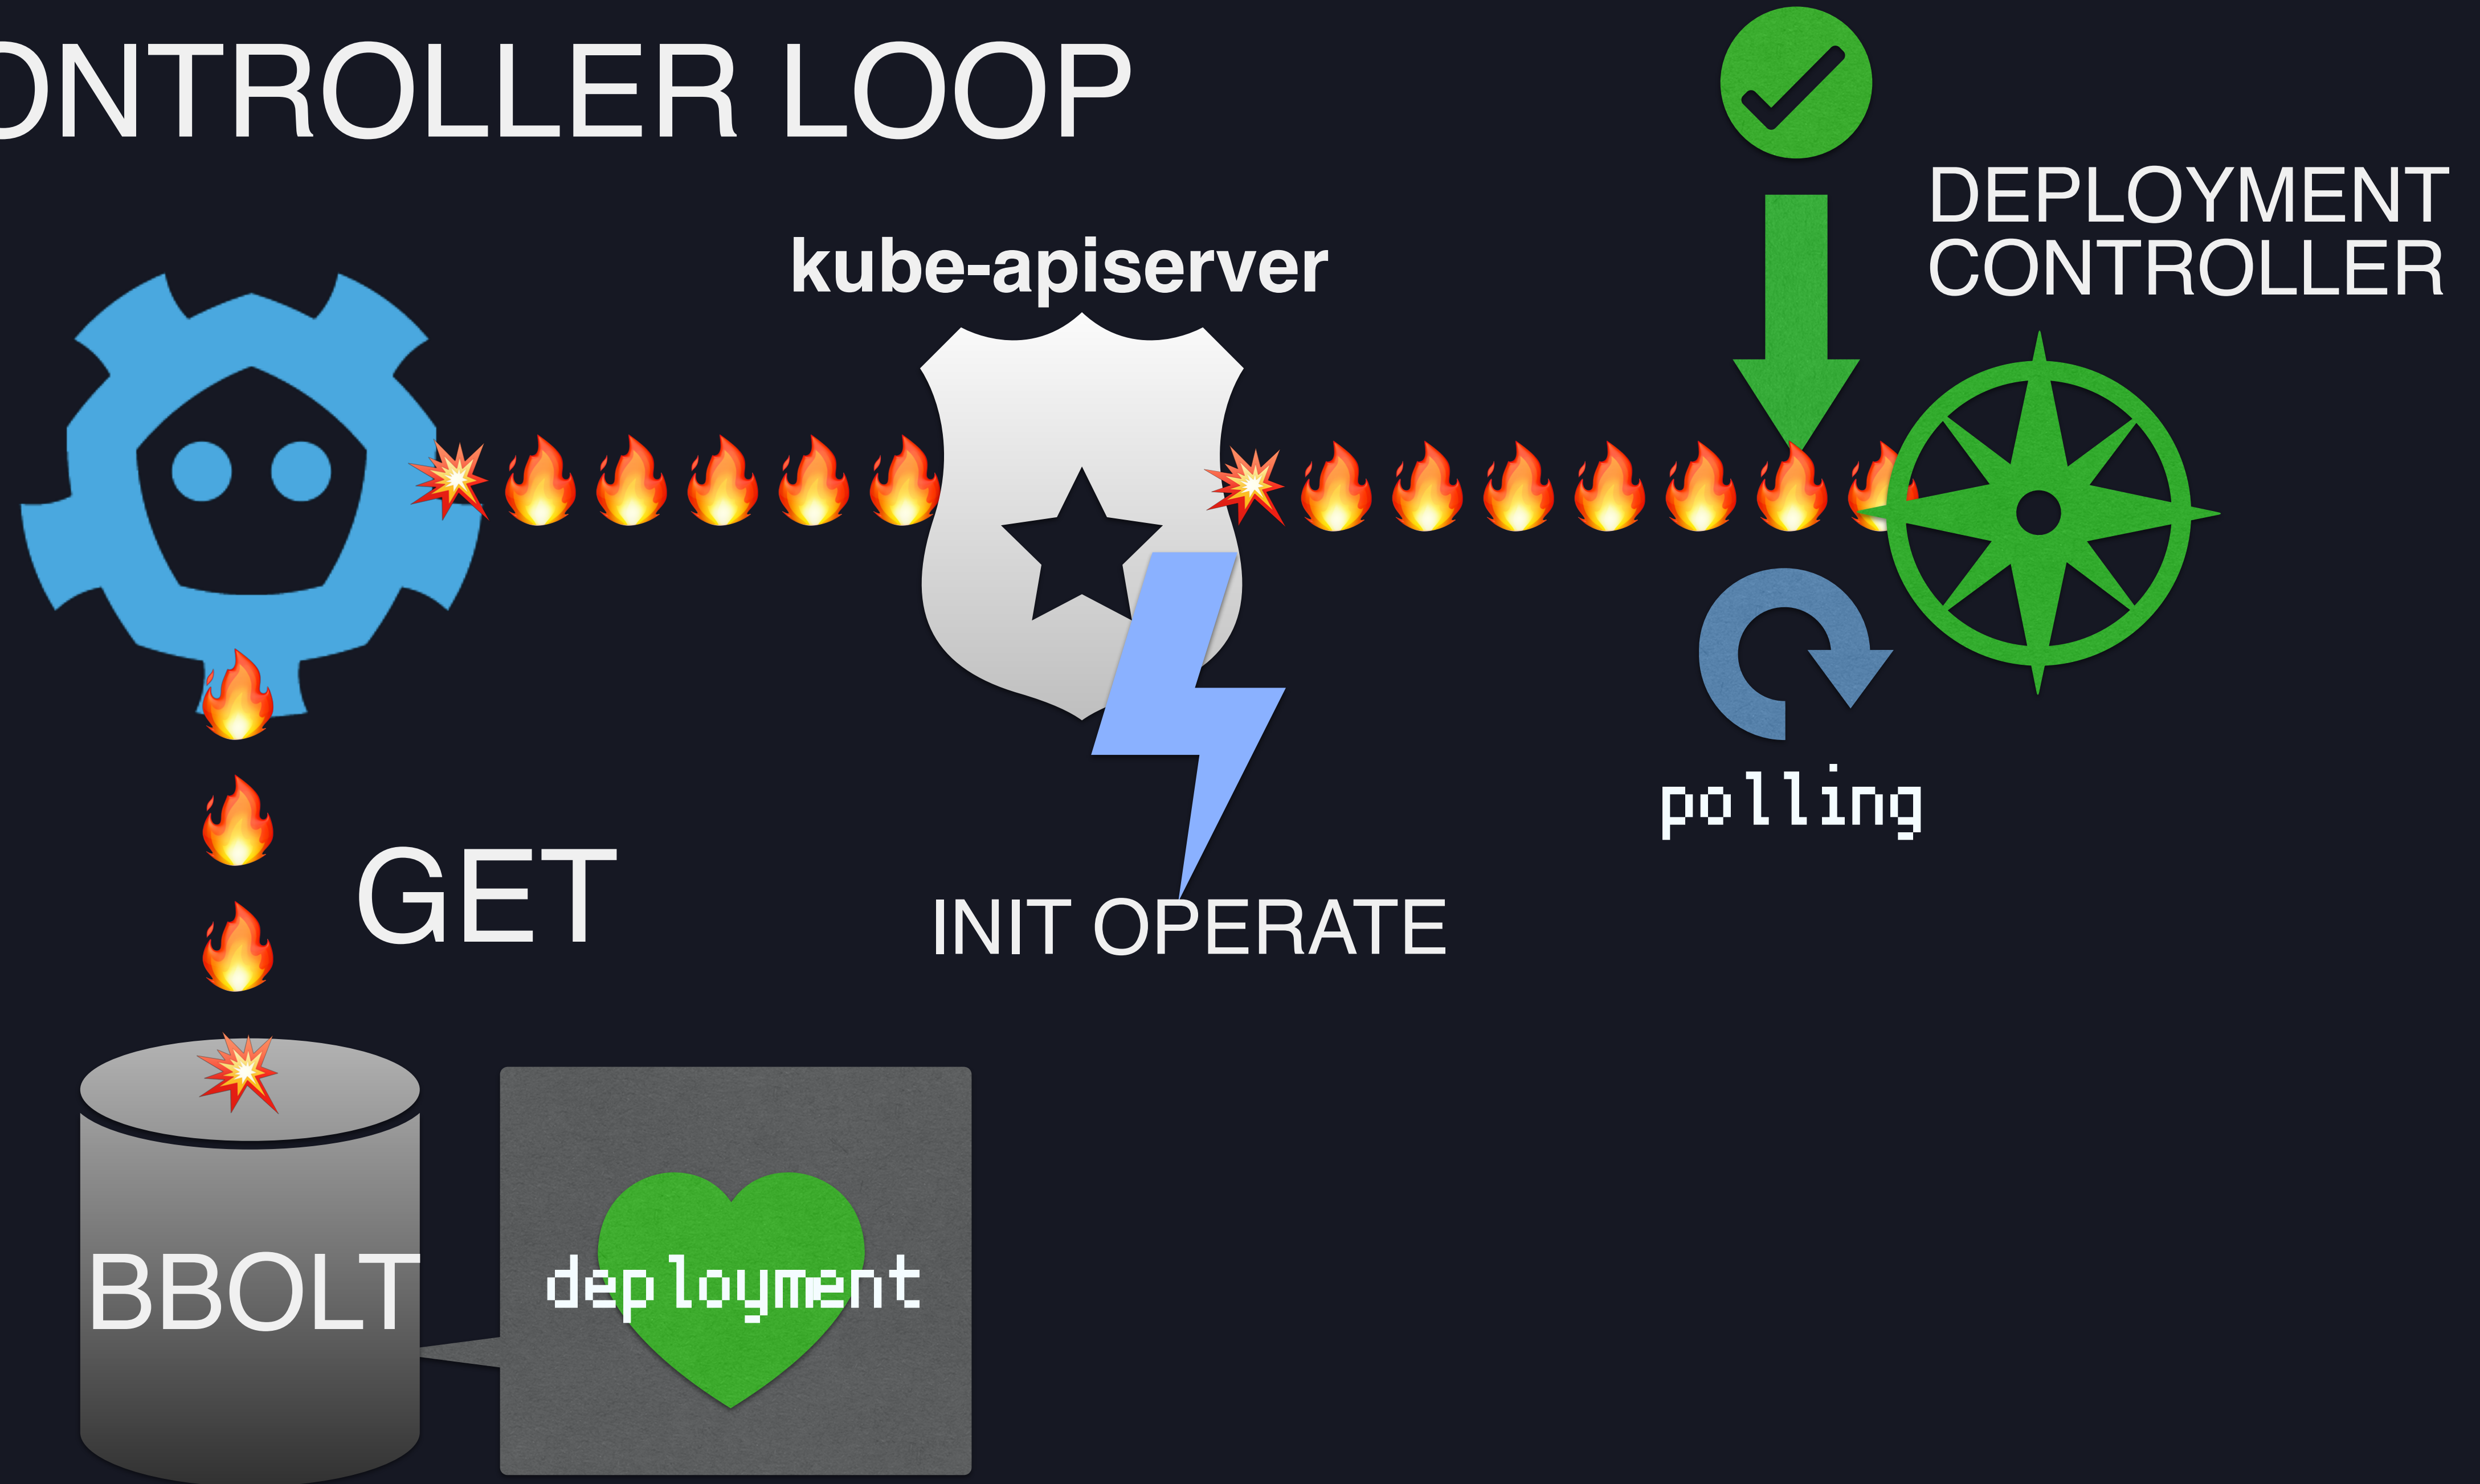 ONTROLLER LOOP
DEPLOYMENT
CONTROLLER
kube-apiserver
polling
GET
INIT OPERATE
BBOLT
deployment